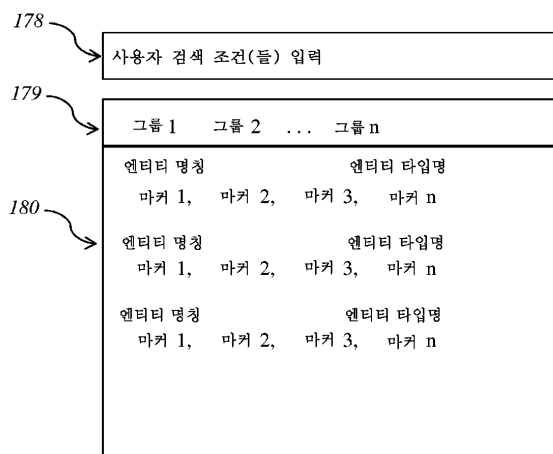 178
사용자 검색 조건(들) 입력
179
그룹 1 그룹 2 ... 그룹 n
엔티티 명칭 엔티티 타입명
마커 1, 마커 2, 마커 3, 마커 n
180
엔티티 명칭 엔티티 타입명
마커 1, 마커 2, 마커 3, 마커 n
엔티티 명칭 엔티티 타입명
마커 1, 마커 2, 마커 3, 마커 n